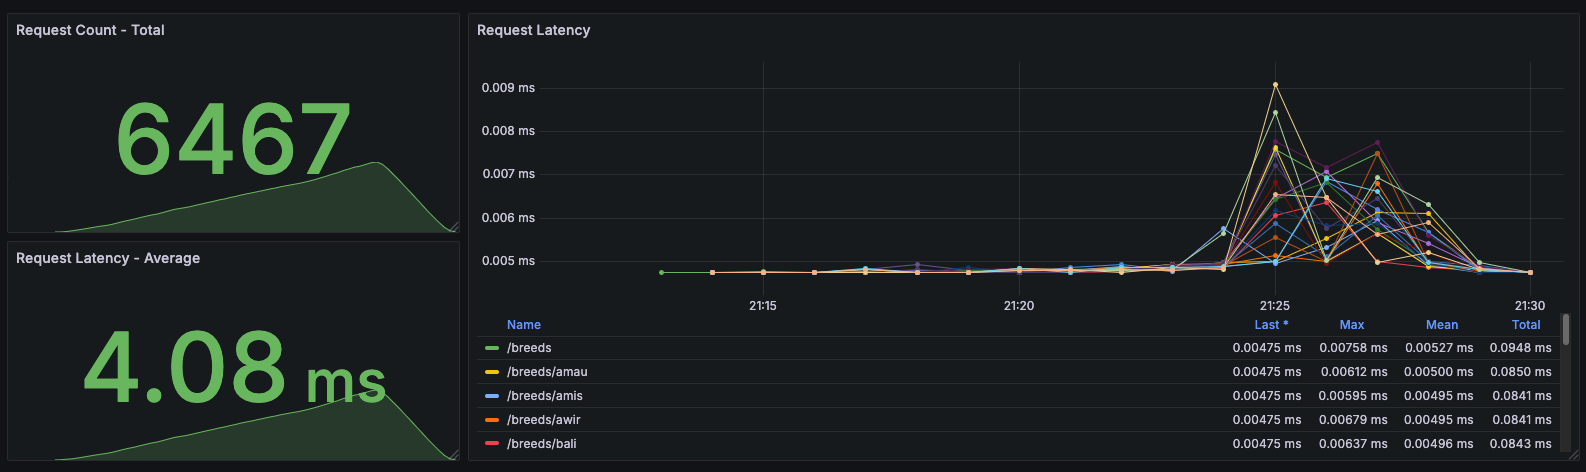 Request Count - Total
6467
Request Latency - Average
4.08 ms
Request Latency
0.009 ms
0.008 ms
0.007 ms
0.006 ms
0.005 ms
21:15 21:20 21:25 21:30
Name Last * Max Mean Total
/breeds 0.00475 ms 0.00758 ms 0.00527 ms 0.0948 ms
/breeds/amau 0.00475 ms 0.00612 ms 0.00500 ms 0.0850 ms
/breeds/amis 0.00475 ms 0.00595 ms 0.00495 ms 0.0841 ms
/breeds/awir 0.00475 ms 0.00679 ms 0.00495 ms 0.0841 ms
/breeds/bali 0.00475 ms 0.00637 ms 0.00496 ms 0.0843 ms